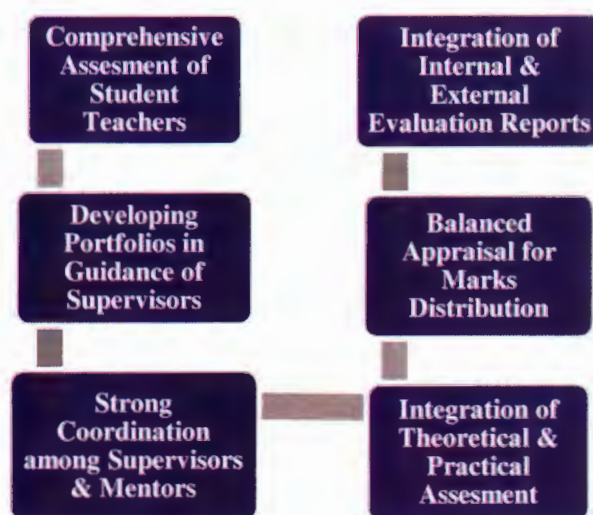 Comprehensive
Assesment of
Student
Teachers
Developing
Portfolios in
Guidance of
Supervisors
Strong
Coordination
among Supervisors
& Mentors
Integration of
Theoretical &
Practical
Assesment
Balanced
Appraisal for
Marks
Distribution
Integration of
Internal &
External
Evaluation Reports